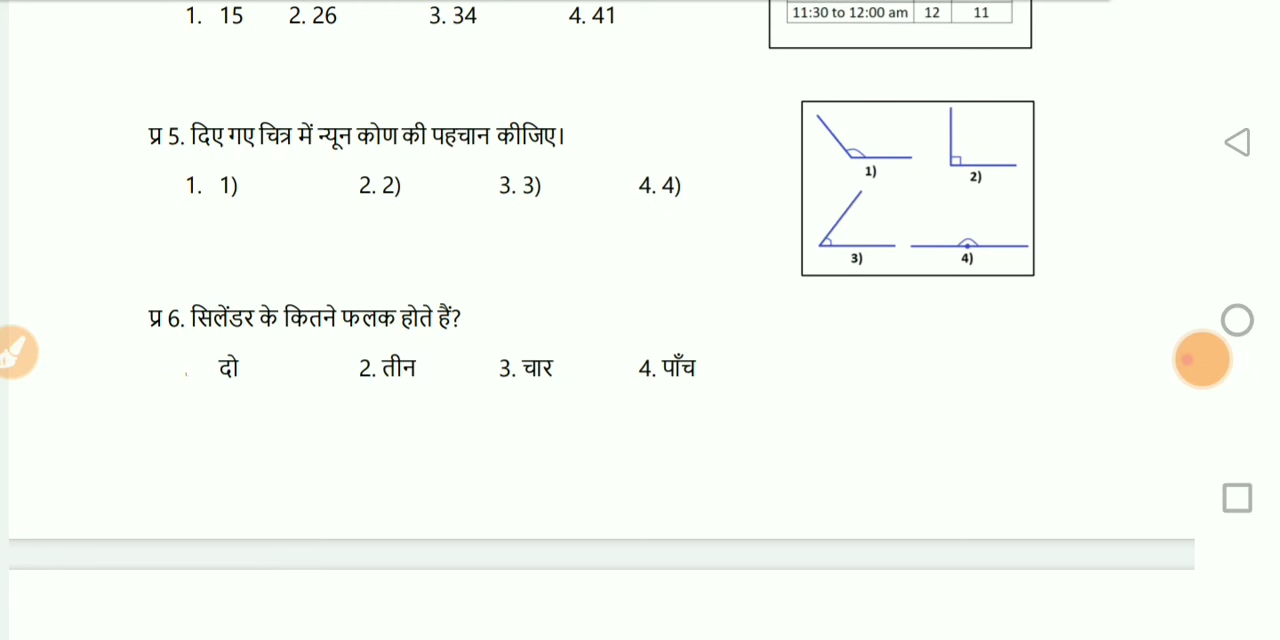 1. 15 2. 26 3. 34 4. 41
11:30 to 12:00 am 12 11
प्र 5. दिए गए चित्र में न्यून कोण की पहचान कीजिए।
1. 1) 2. 2) 3. 3) 4. 4)
1) 2)
3) 4)
प्र 6. सिलेंडर के कितने फलक होते हैं?
दो 2. तीन 3. चार 4. पाँच